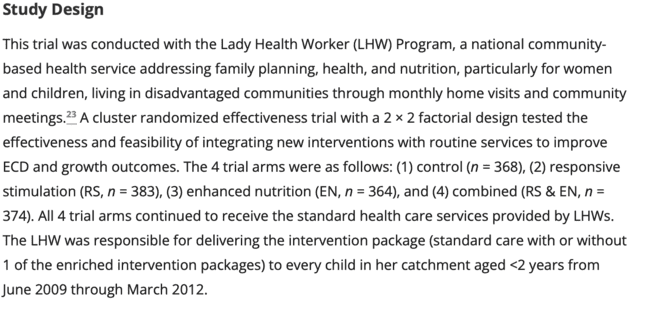 Study Design
This trial was conducted with the Lady Health Worker (LHW) Program, a national community-
based health service addressing family planning, health, and nutrition, particularly for women
and children, living in disadvantaged communities through monthly home visits and community
meetings.23 A cluster randomized effectiveness trial with a 2 × 2 factorial design tested the
effectiveness and feasibility of integrating new interventions with routine services to improve
ECD and growth outcomes. The 4 trial arms were as follows: (1) control (n = 368), (2) responsive
stimulation (RS, n = 383), (3) enhanced nutrition (EN, n = 364), and (4) combined (RS & EN, n =
374). All 4 trial arms continued to receive the standard health care services provided by LHWs.
The LHW was responsible for delivering the intervention package (standard care with or without
1 of the enriched intervention packages) to every child in her catchment aged <2 years from
June 2009 through March 2012.